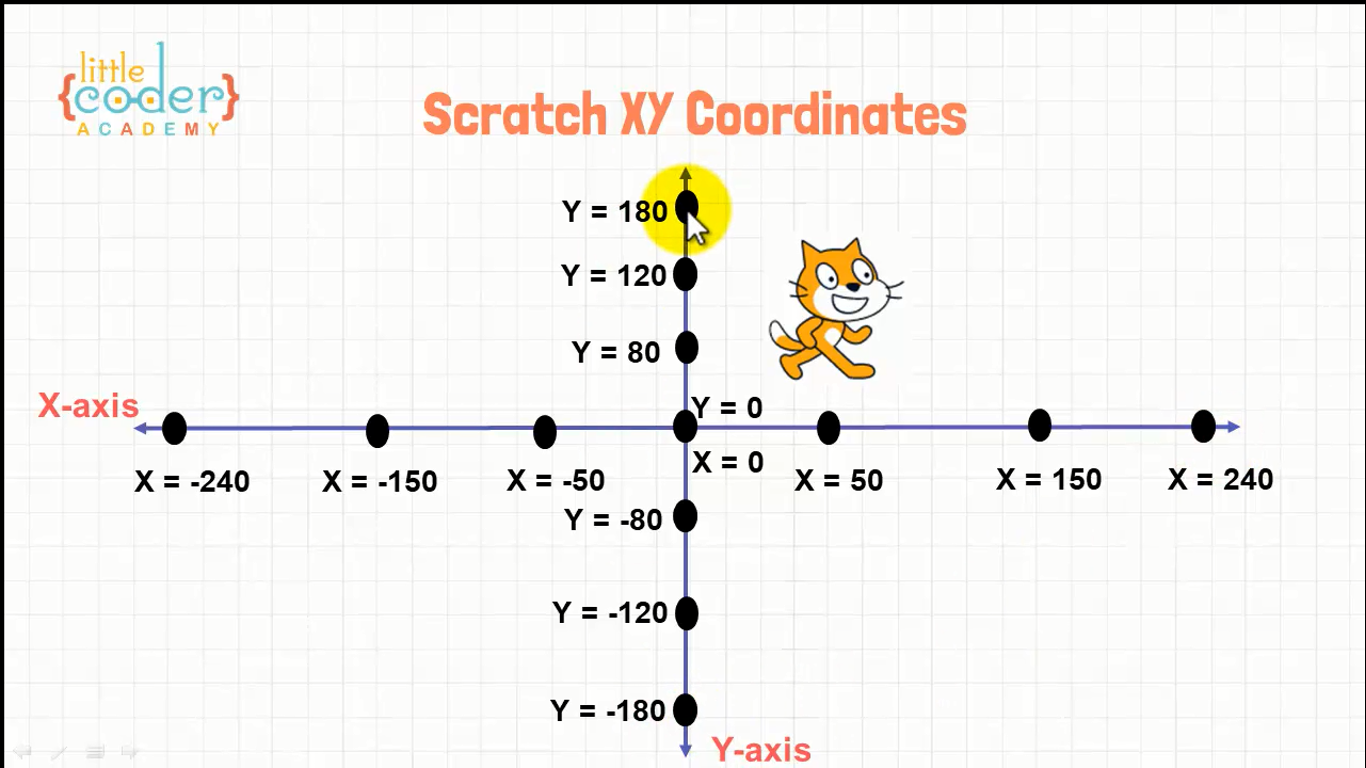 little
{coder}
ACADEMY
Scratch XY Coordinates
Y = 180
Y = 120
Y = 80
X-axis
Y = 0
X = 0
X = -240
X = -150
X = -50
X = 50
X = 150
X = 240
Y = -80
Y = -120
Y = -180
Y-axis